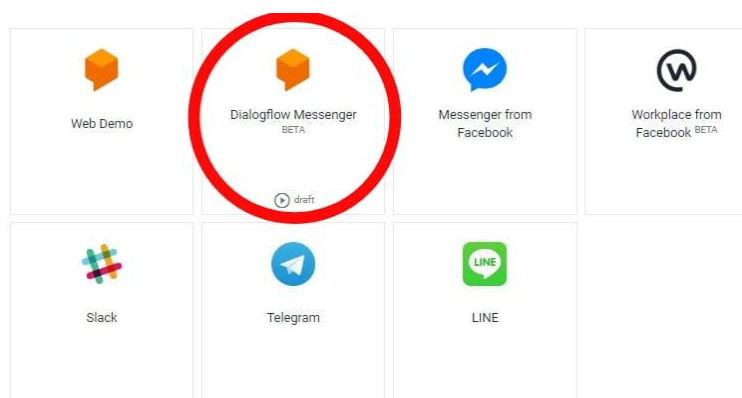 Web Demo
Dialogflow Messenger
BETA
draft
Messenger from
Facebook
Workplace from
Facebook BETA
Slack
Telegram
LINE
LINE